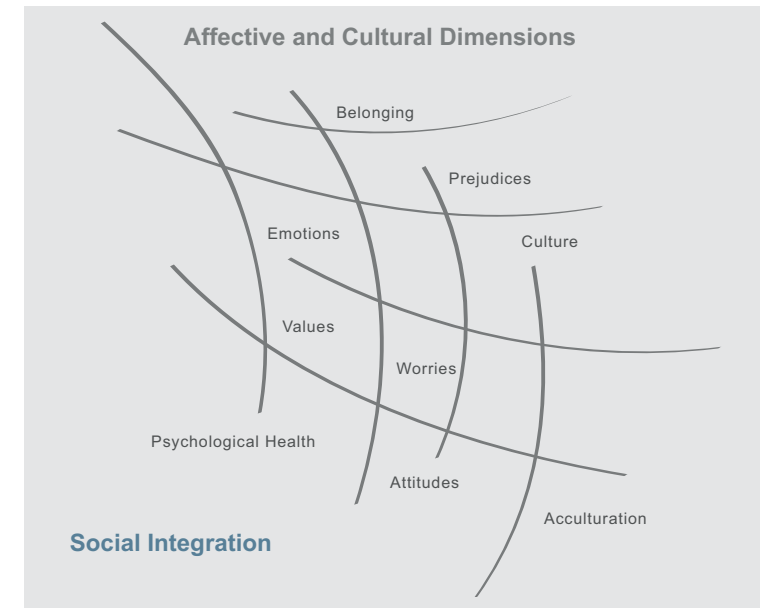 Affective and Cultural Dimensions
Belonging
Prejudices
Emotions
Culture
Values
Worries
Psychological Health
Attitudes
Acculturation
Social Integration